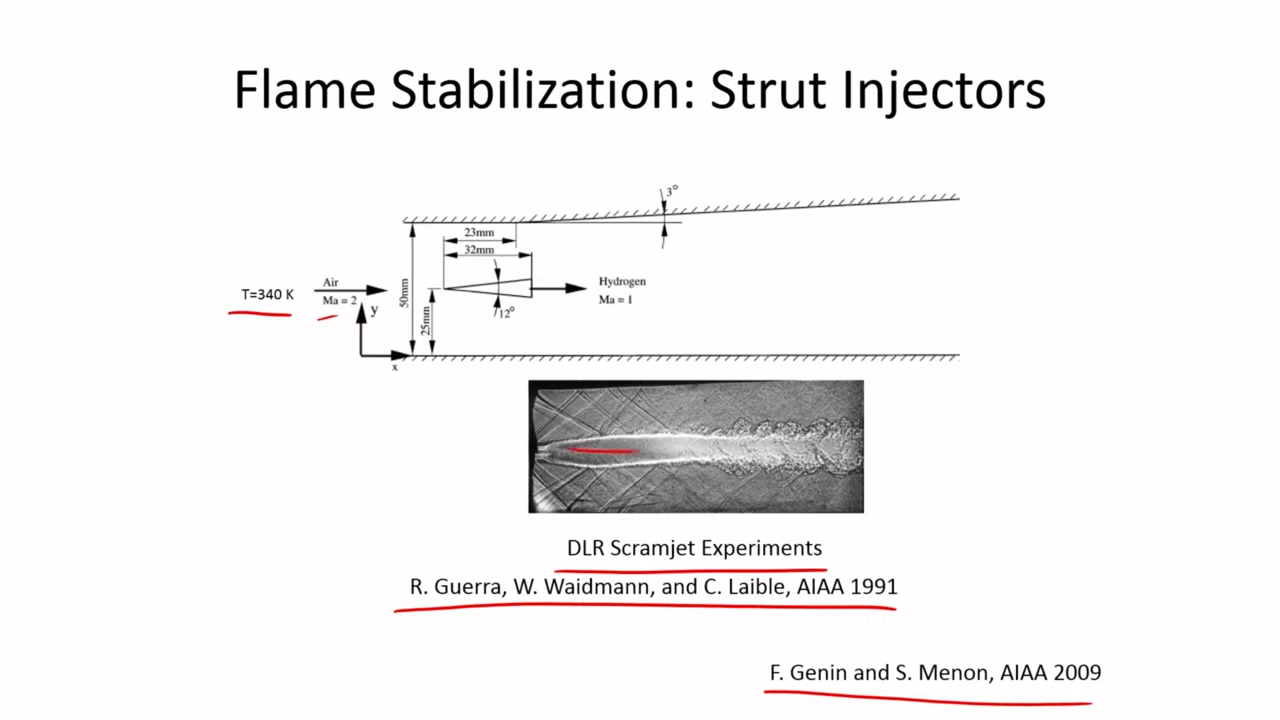 Flame Stabilization: Strut Injectors
3°
23mm
32mm
T=340 K
Air
Ma = 2
Hydrogen
Ma = 1
50mm
25mm
12°
y
x
DLR Scramjet Experiments
R. Guerra, W. Waidmann, and C. Laible, AIAA 1991
F. Genin and S. Menon, AIAA 2009